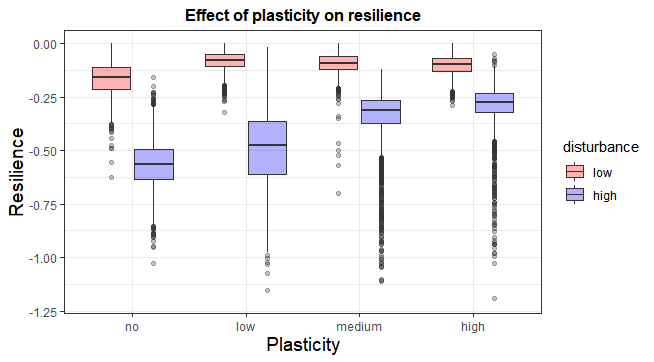 Effect of plasticity on resilience
0.00
-0.25
-0.50
-0.75
-1.00
-1.25
Resilience
no
low
medium
high
Plasticity
disturbance
low
high